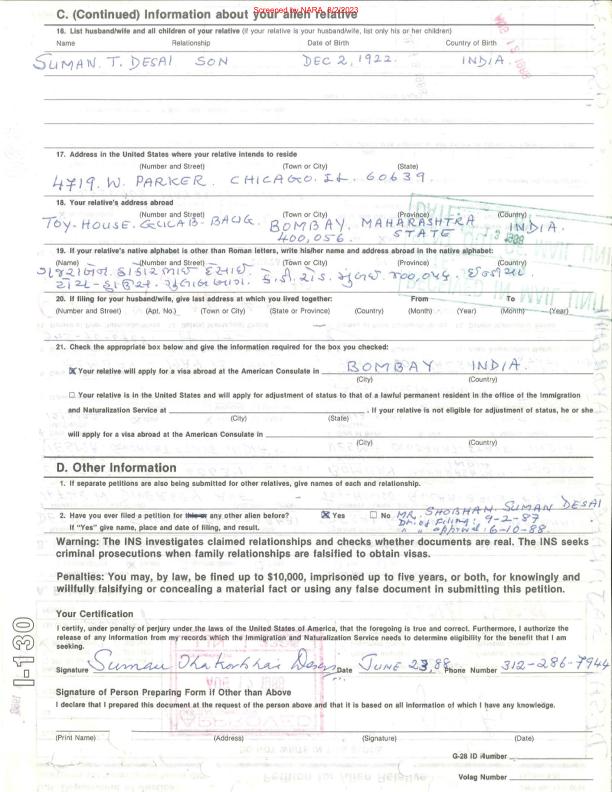 Screened by NARA, 8/2/2023
C. (Continued) Information about your alien relative
16. List husband/wife and all children of your relative (if your relative is your husband/wife, list only his or her children)
Name Relationship Date of Birth Country of Birth
SUMAN. T. DESAI SON DEC 2, 1922. INDIA.
17. Address in the United States where your relative intends to reside
(Number and Street) (Town or City) (State)
4719. W. PARKER. CHICAGO. IL. 60639.
18. Your relative's address abroad
(Number and Street) (Town or City) (Province) (Country)
TOY-HOUSE. GULAB-BAUG. BOMBAY. MAHARASHTRA INDIA.
400,056. STATE
19. If your relative's native alphabet is other than Roman letters, write his/her name and address abroad in the native alphabet:
(Name) (Number and Street) (Town or City) (Province) (Country)
20. If filing for your husband/wife, give last address at which you lived together: From To
(Number and Street) (Apt. No.) (Town or City) (State or Province) (Country) (Month) (Year) (Month) (Year)
21. Check the appropriate box below and give the information required for the box you checked:
☒ Your relative will apply for a visa abroad at the American Consulate in BOMBAY INDIA.
(City) (Country)
☐ Your relative is in the United States and will apply for adjustment of status to that of a lawful permanent resident in the office of the Immigration
and Naturalization Service at . If your relative is not eligible for adjustment of status, he or she
(City) (State)
will apply for a visa abroad at the American Consulate in
(City) (Country)
D. Other Information
1. If separate petitions are also being submitted for other relatives, give names of each and relationship.
2. Have you ever filed a petition for any other alien before? ☒ Yes ☐ No MR. SHOBHAN. SUMAN DESAI
If "Yes" give name, place and date of filing, and result. Dt. of Filing: 9-2-87
6-10-88
Warning: The INS investigates claimed relationships and checks whether documents are real. The INS seeks
criminal prosecutions when family relationships are falsified to obtain visas.
Penalties: You may, by law, be fined up to $10,000, imprisoned up to five years, or both, for knowingly and
willfully falsifying or concealing a material fact or using any false document in submitting this petition.
Your Certification
I certify, under penalty of perjury under the laws of the United States of America, that the foregoing is true and correct. Furthermore, I authorize the
release of any information from my records which the Immigration and Naturalization Service needs to determine eligibility for the benefit that I am
seeking.
Signature Suman Thakorbhai Desai Date JUNE 23, 88 Phone Number 312-286-7944
Signature of Person Preparing Form if Other than Above
I declare that I prepared this document at the request of the person above and that it is based on all information of which I have any knowledge.
(Print Name) (Address) (Signature) (Date)
G-28 ID Number
Volag Number
I-130